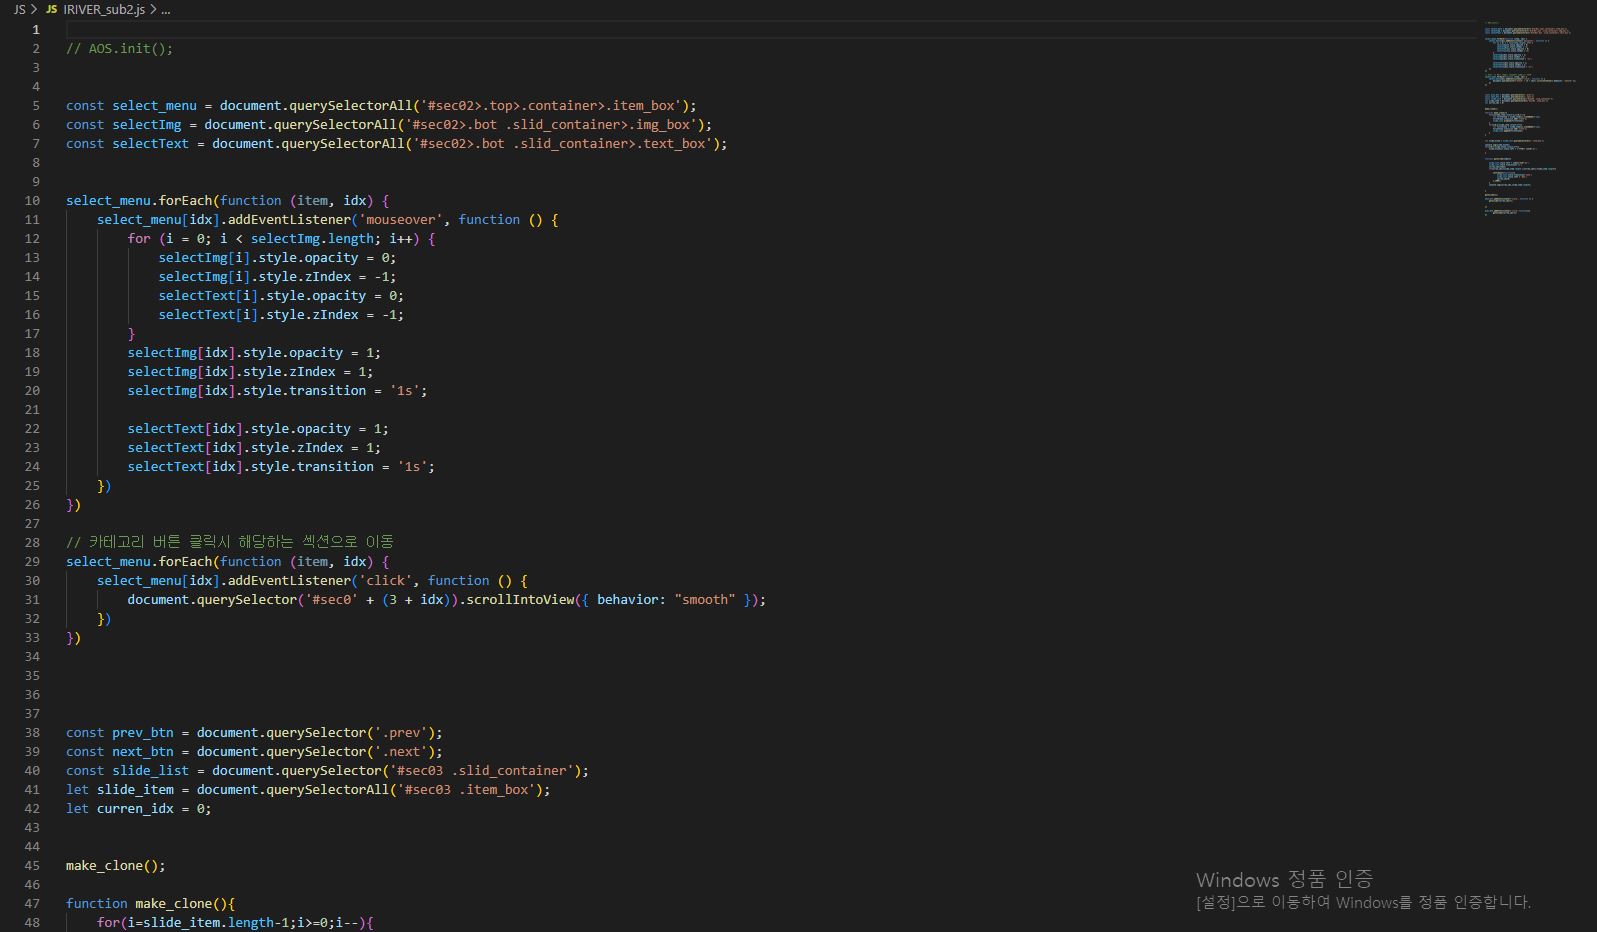 JS > JS IRIVER_sub2.js > ...
1
2 // AOS.init();
3
4
5 const select_menu = document.querySelectorAll('#sec02>.top>.container>.item_box');
6 const selectImg = document.querySelectorAll('#sec02>.bot .slid_container>.img_box');
7 const selectText = document.querySelectorAll('#sec02>.bot .slid_container>.text_box');
8
9
10 select_menu.forEach(function (item, idx) {
11 select_menu[idx].addEventListener('mouseover', function () {
12 for (i = 0; i < selectImg.length; i++) {
13 selectImg[i].style.opacity = 0;
14 selectImg[i].style.zIndex = -1;
15 selectText[i].style.opacity = 0;
16 selectText[i].style.zIndex = -1;
17 }
18 selectImg[idx].style.opacity = 1;
19 selectImg[idx].style.zIndex = 1;
20 selectImg[idx].style.transition = '1s';
21
22 selectText[idx].style.opacity = 1;
23 selectText[idx].style.zIndex = 1;
24 selectText[idx].style.transition = '1s';
25 })
26 })
27
28 // 카테고리 버튼 클릭시 해당하는 섹션으로 이동
29 select_menu.forEach(function (item, idx) {
30 select_menu[idx].addEventListener('click', function () {
31 document.querySelector('#sec0' + (3 + idx)).scrollIntoView({ behavior: "smooth" });
32 })
33 })
34
35
36
37
38 const prev_btn = document.querySelector('.prev');
39 const next_btn = document.querySelector('.next');
40 const slide_list = document.querySelector('#sec03 .slid_container');
41 let slide_item = document.querySelectorAll('#sec03 .item_box');
42 let curren_idx = 0;
43
44
45 make_clone();
46
47 function make_clone(){
48 for(i=slide_item.length-1;i>=0;i--){
Windows 정품 인증
[설정]으로 이동하여 Windows를 정품 인증합니다.